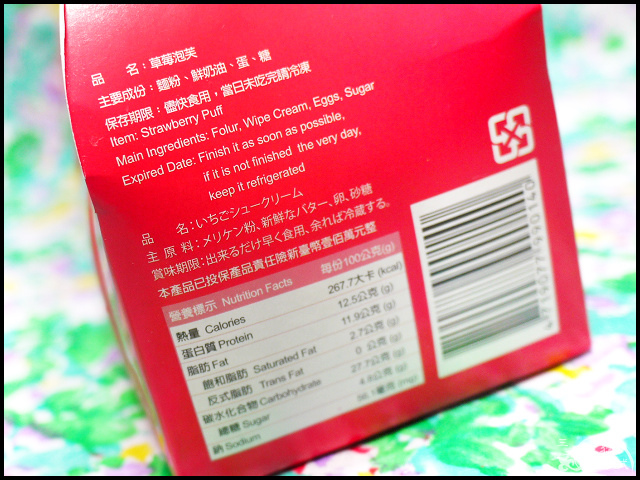 品　　名：草莓泡芙
主要成份：麵粉、鮮奶油、蛋、糖
保存期限：儘快食用，當日未吃完請冷凍
Item: Strawberry Puff
Main Ingredients: Folur, Wipe Cream, Eggs, Sugar
Expired Date: Finish it as soon as possible,
if it is not finished the very day,
keep it refrigerated
品　　名：いちごシュークリーム
主 原 料：メリケン粉、新鮮なバター、卵、砂糖
賞味期限：出来るだけ早く食用、余れば冷蔵する。
本產品已投保產品責任險新臺幣壹佰萬元整
營養標示 Nutrition Facts 每份100公克(g)
熱量 Calories 267.7大卡 (kcal)
蛋白質 Protein 12.5公克 (g)
脂肪 Fat 11.9公克 (g)
飽和脂肪 Saturated Fat 2.7公克 (g)
反式脂肪 Trans Fat 0 公克 (g)
碳水化合物 Carbohydrate 27.7公克 (g)
總糖 Sugar 4.8公克 (g)
鈉 Sodium 56.1毫克 (mg)
4719077990140